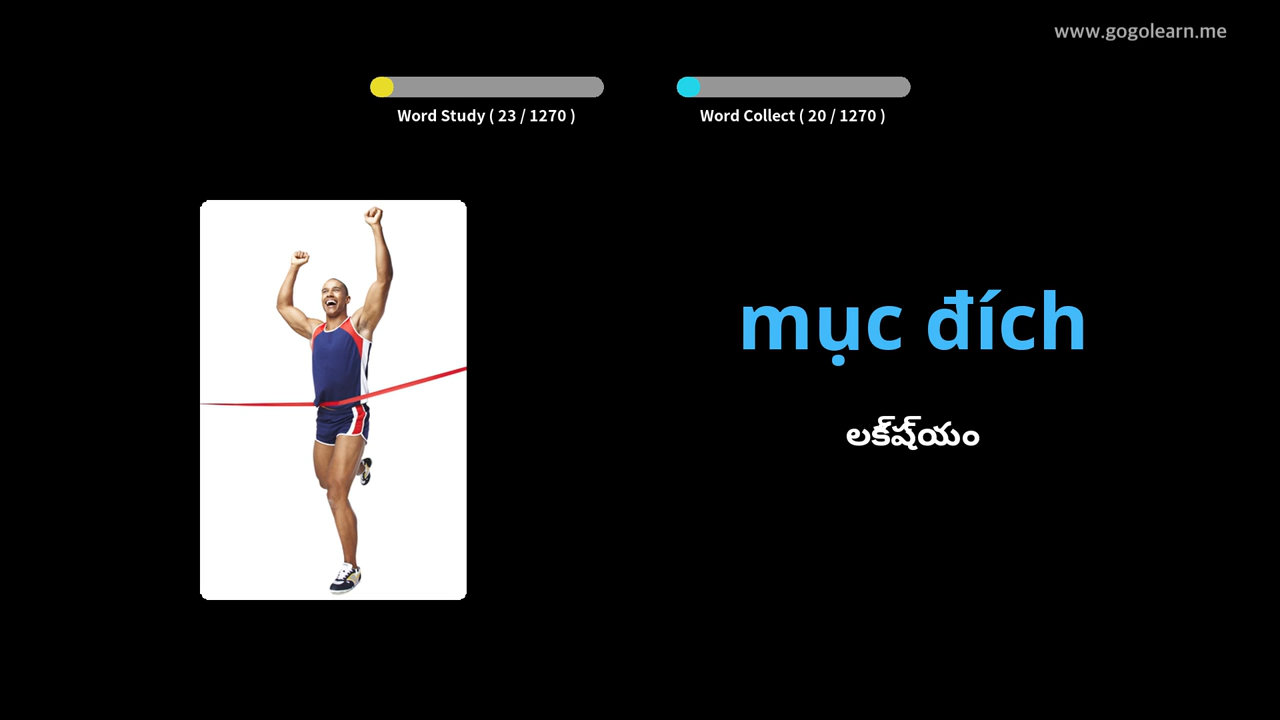 www.gogolearn.me
Word Study ( 23 / 1270 )
Word Collect ( 20 / 1270 )
mục đích
లక్ష్యం